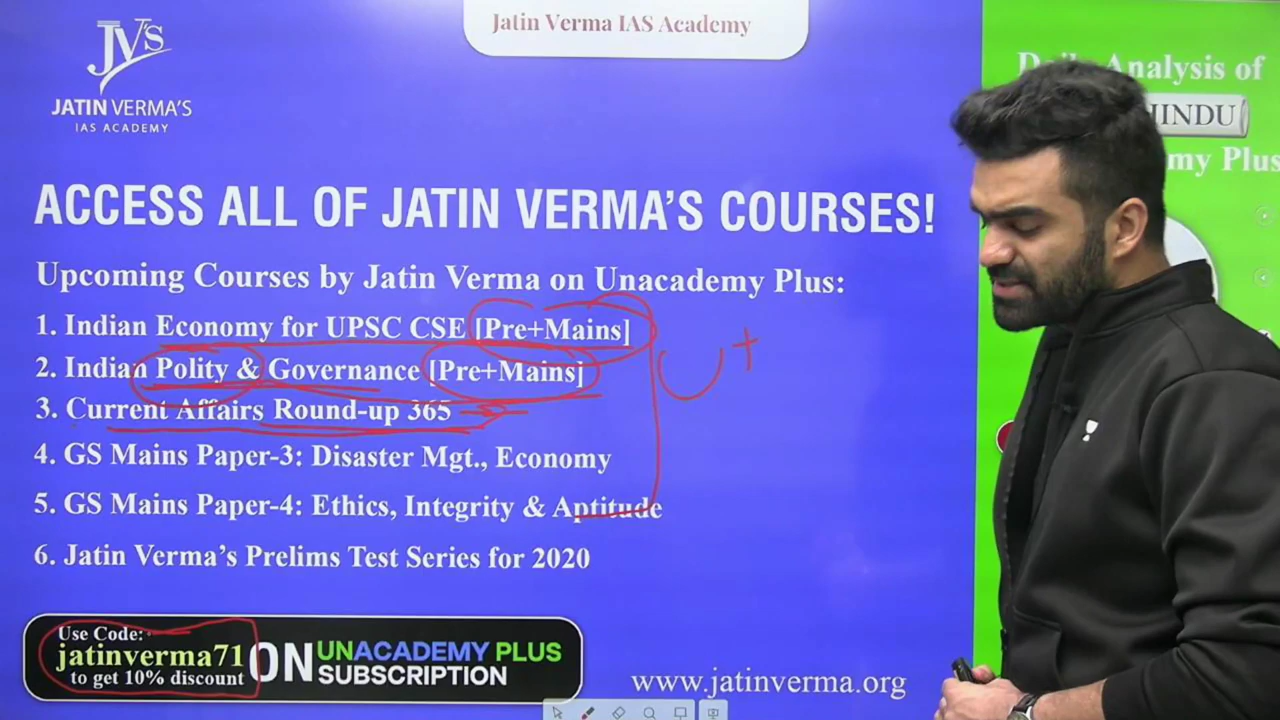 Jatin Verma IAS Academy
JV'S
JATIN VERMA'S
IAS ACADEMY
ACCESS ALL OF JATIN VERMA'S COURSES!
Upcoming Courses by Jatin Verma on Unacademy Plus:
1. Indian Economy for UPSC CSE [Pre+Mains]
2. Indian Polity & Governance [Pre+Mains]
3. Current Affairs Round-up 365
4. GS Mains Paper-3: Disaster Mgt., Economy
5. GS Mains Paper-4: Ethics, Integrity & Aptitude
6. Jatin Verma's Prelims Test Series for 2020
U+
Use Code:
jatinverma71
to get 10% discount
ON
UNACADEMY PLUS
SUBSCRIPTION
www.jatinverma.org
Analysis of
HINDU
my Plus